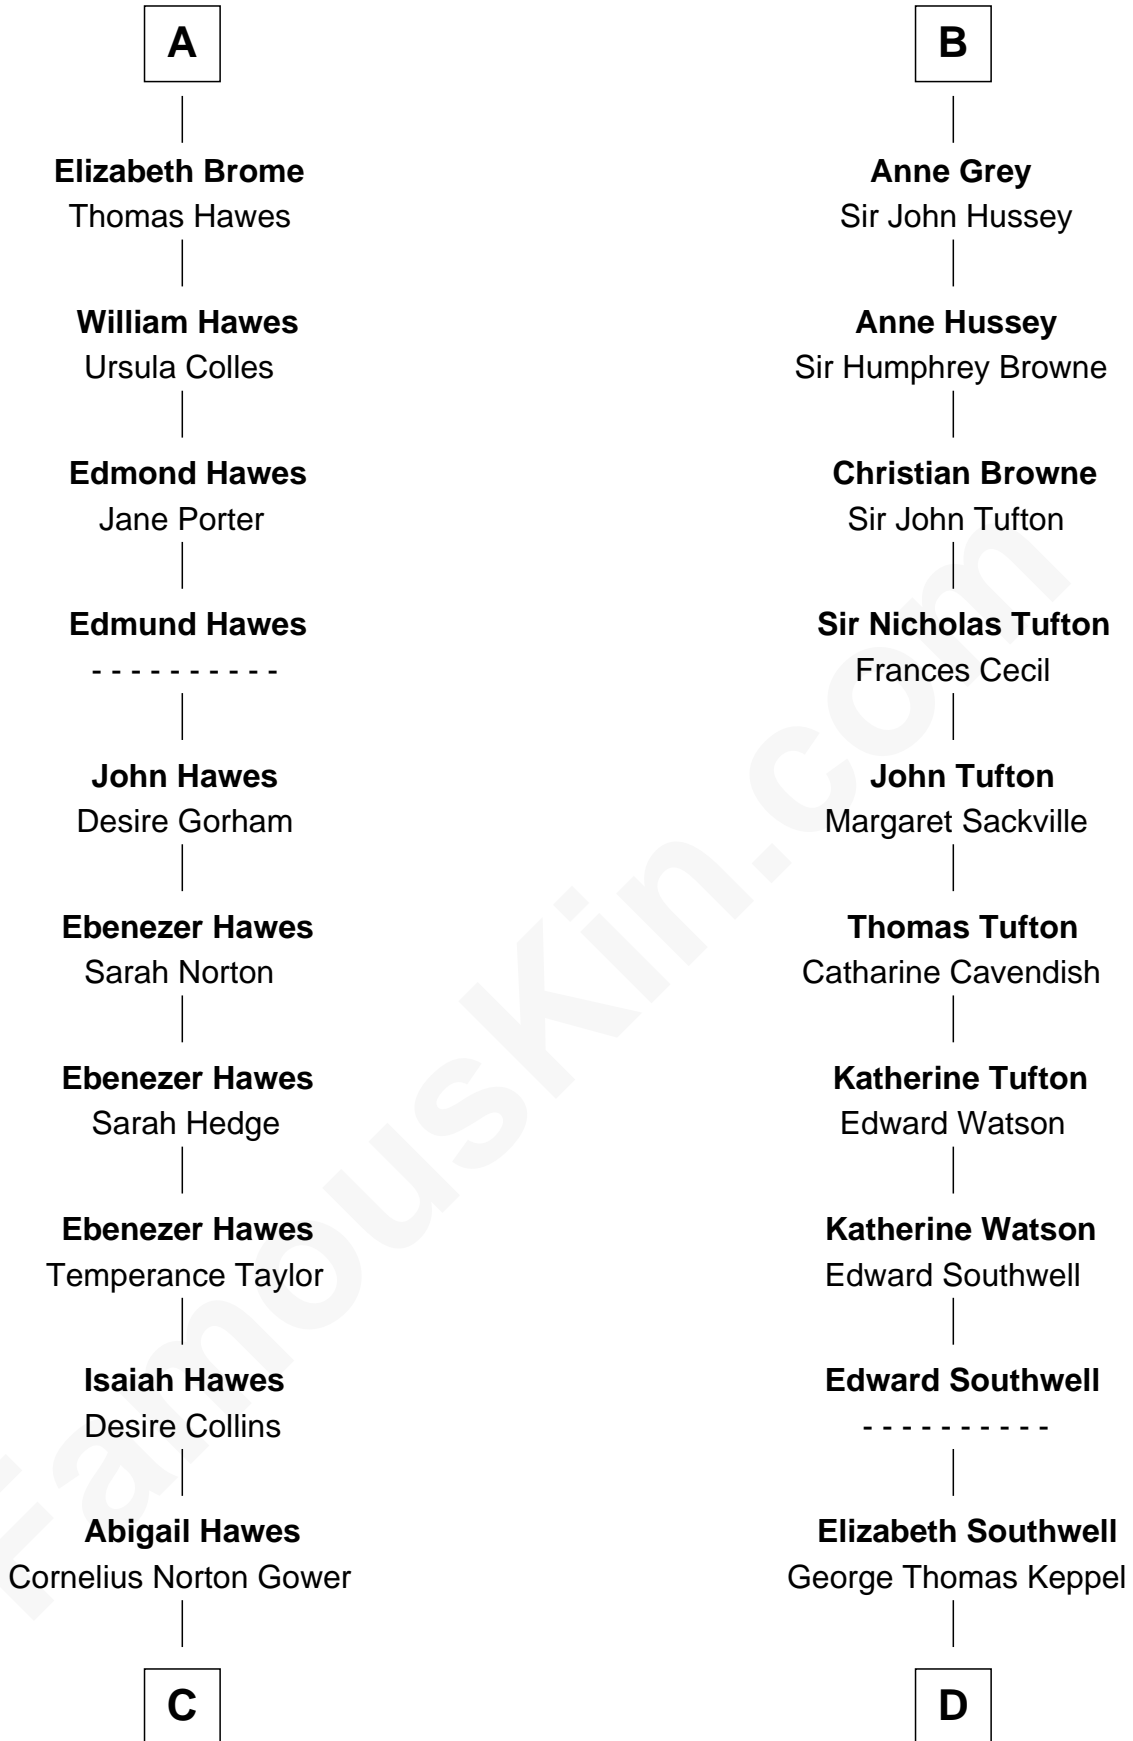 A
Elizabeth Brome
Thomas Hawes
William Hawes
Ursula Colles
Edmond Hawes
Jane Porter
Edmund Hawes
- - - - - - - - - -
John Hawes
Desire Gorham
Ebenezer Hawes
Sarah Norton
Ebenezer Hawes
Sarah Hedge
Ebenezer Hawes
Temperance Taylor
Isaiah Hawes
Desire Collins
Abigail Hawes
Cornelius Norton Gower
C
B
Anne Grey
Sir John Hussey
Anne Hussey
Sir Humphrey Browne
Christian Browne
Sir John Tufton
Sir Nicholas Tufton
Frances Cecil
John Tufton
Margaret Sackville
Thomas Tufton
Catharine Cavendish
Katherine Tufton
Edward Watson
Katherine Watson
Edward Southwell
Edward Southwell
- - - - - - - - - -
Elizabeth Southwell
George Thomas Keppel
D
FamousKin.com